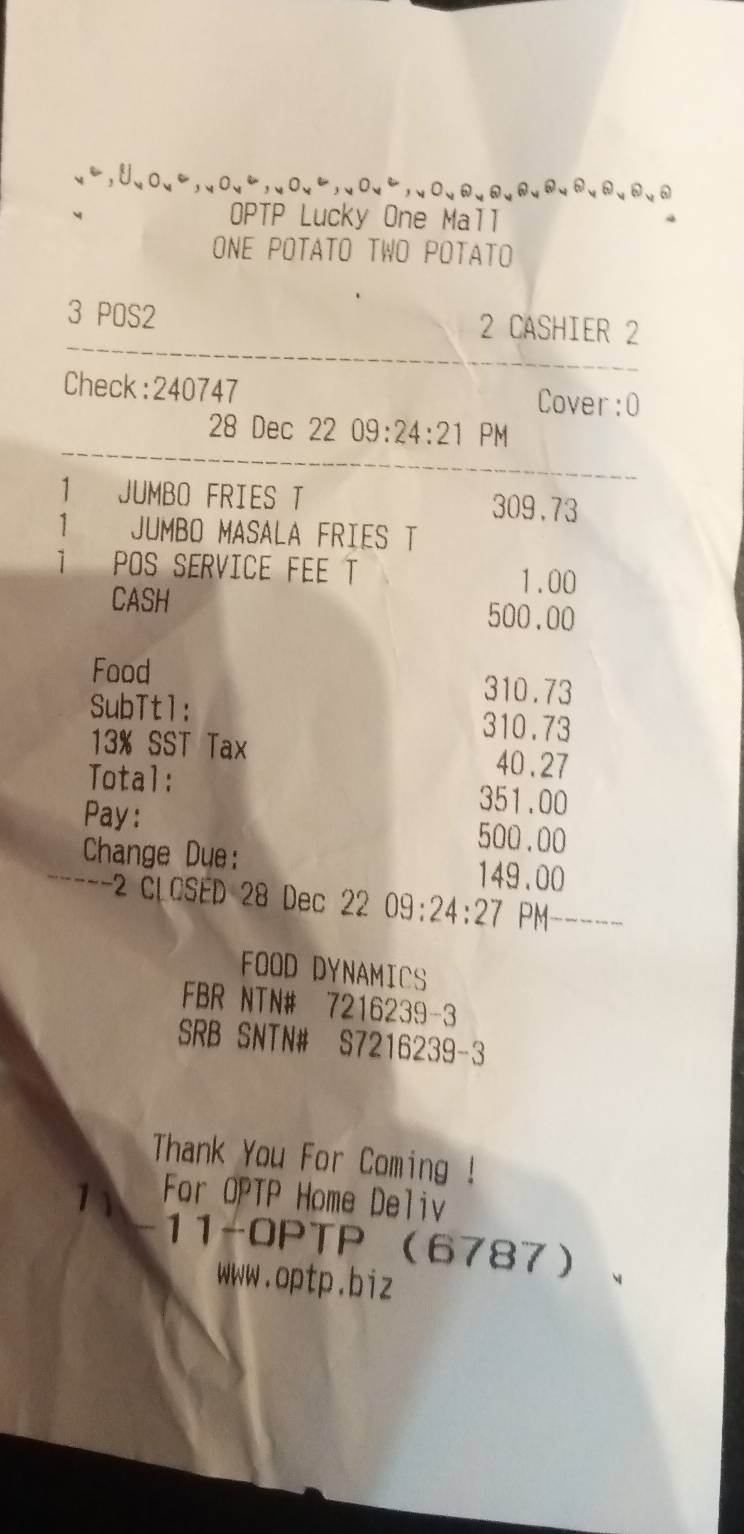 OPTP Lucky One Mall
ONE POTATO TWO POTATO
3 POS2 2 CASHIER 2
Check:240747 Cover:0
28 Dec 22 09:24:21 PM
1 JUMBO FRIES T 309.73
1 JUMBO MASALA FRIES T
1 POS SERVICE FEE T 1.00
CASH 500.00
Food 310.73
SubTtl: 310.73
13% SST Tax 40.27
Total: 351.00
Pay: 500.00
Change Due: 149.00
-----2 CLOSED 28 Dec 22 09:24:27 PM-----
FOOD DYNAMICS
FBR NTN# 7216239-3
SRB SNTN# S7216239-3
Thank You For Coming !
For OPTP Home Deliv
-11-OPTP (6787)
www.optp.biz